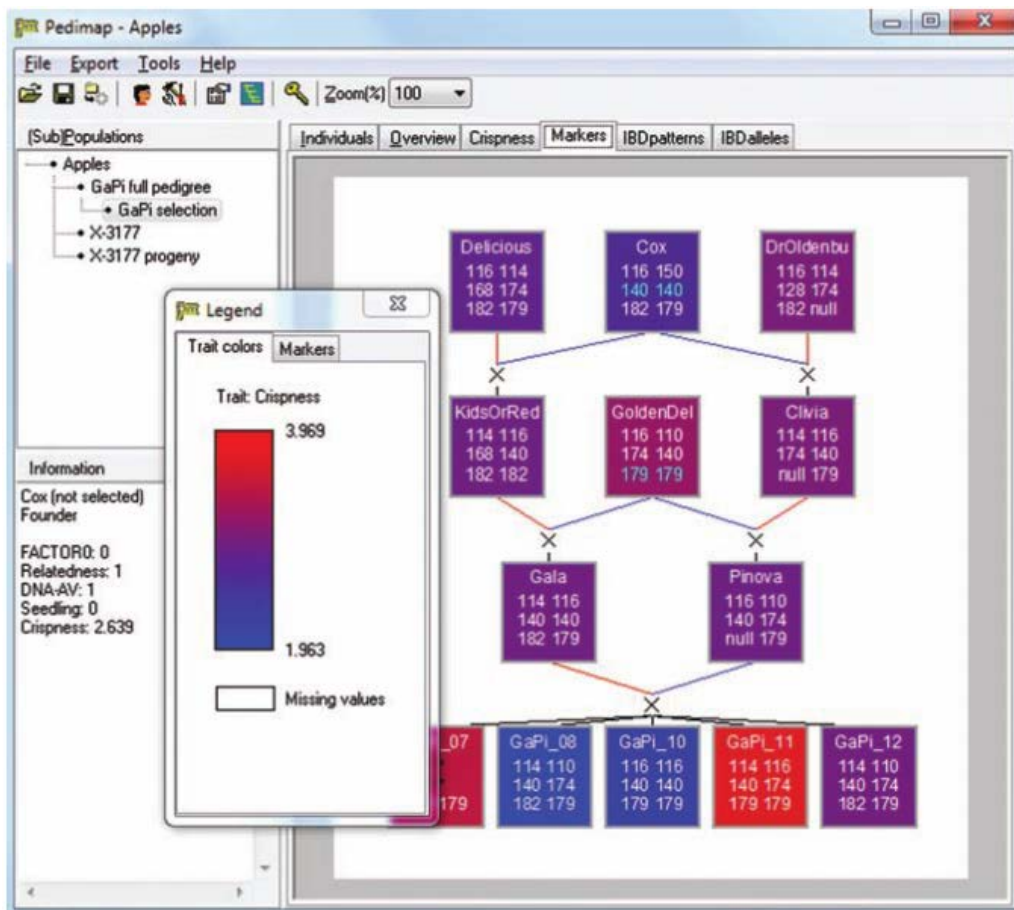 Pedimap - Apples
File Export Tools Help
Zoom(%) 100
(Sub)Populations
Apples
GaPi full pedigree
GaPi selection
X-3177
X-3177 progeny
Information
Cox (not selected)
Founder
FACTOR0: 0
Relatedness: 1
DNA-AV: 1
Seedling: 0
Crispness: 2.639
Legend
Trait colors Markers
Trait: Crispness
3.969
1.963
Missing values
Individuals Overview Crispness Markers IBDpatterns IBDalleles
Delicious
116 114
168 174
182 179
Cox
116 150
140 140
182 179
DrOldenbu
116 114
128 174
182 null
KidsOrRed
114 116
168 140
182 182
GoldenDel
116 110
174 140
179 179
Clivia
114 116
174 140
null 179
Gala
114 116
140 140
182 179
Pinova
116 110
140 174
null 179
_07
179
GaPi_08
114 110
140 174
182 179
GaPi_10
116 116
140 140
179 179
GaPi_11
114 116
140 174
179 179
GaPi_12
114 110
140 174
182 179